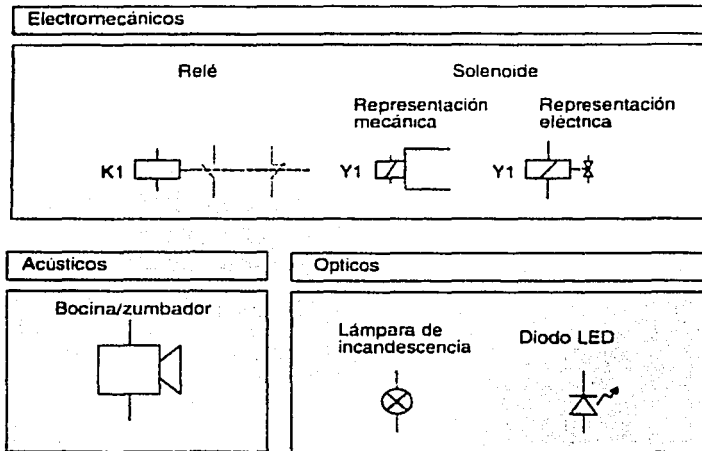 Electromecánicos
Relé
Solenoide
Representación
mecánica
Representación
eléctrica
K1
Y1
Y1
Acústicos
Bocina/zumbador
Opticos
Lámpara de
incandescencia
Diodo LED